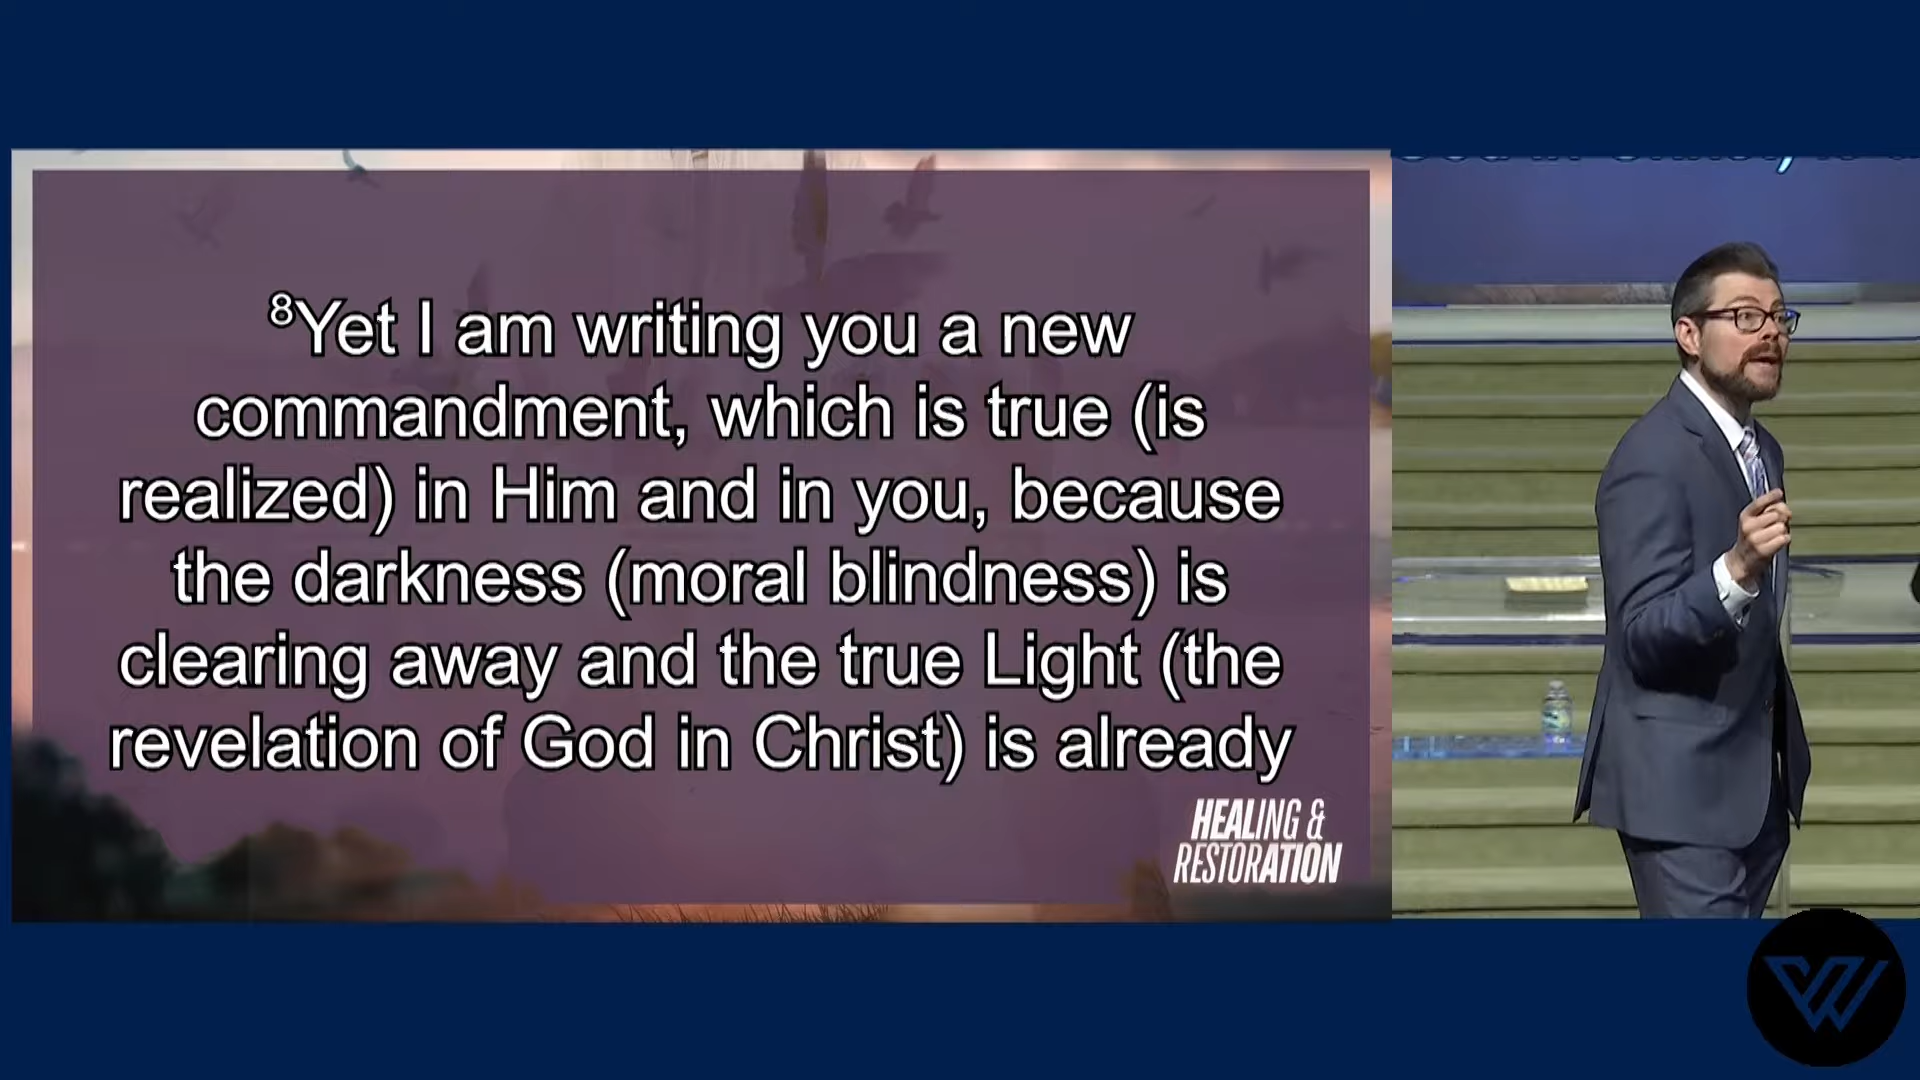 ⁸Yet I am writing you a new
commandment, which is true (is
realized) in Him and in you, because
the darkness (moral blindness) is
clearing away and the true Light (the
revelation of God in Christ) is already
HEALING &
RESTORATION